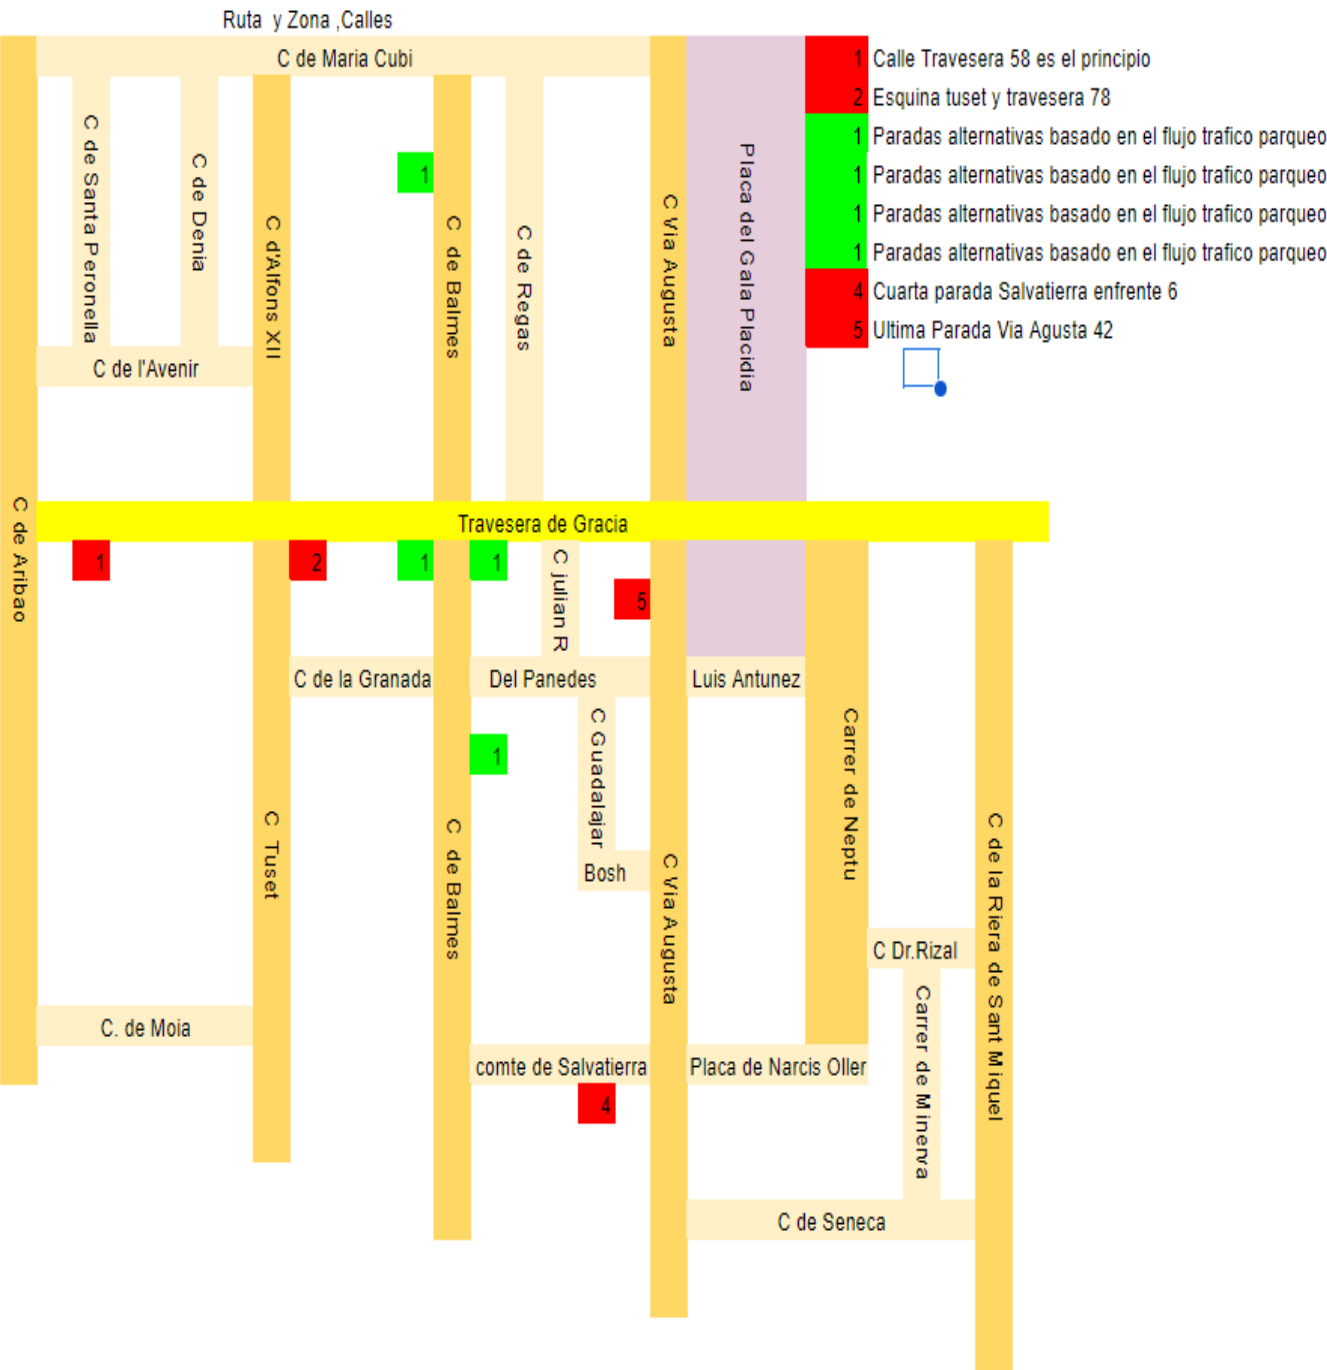 Ruta y Zona ,Calles
C de Maria Cubi
1 Calle Travesera 58 es el principio
2 Esquina tuset y travesera 78
1 Paradas alternativas basado en el flujo trafico parqueo
1 Paradas alternativas basado en el flujo trafico parqueo
1 Paradas alternativas basado en el flujo trafico parqueo
1 Paradas alternativas basado en el flujo trafico parqueo
4 Cuarta parada Salvatierra enfrente 6
5 Ultima Parada Via Agusta 42
C de Santa Peronella
C de Denia
C d'Alfons XII
1
C de Balmes
C de Regas
C Via Augusta
Placa del Gala Placidia
C de l'Avenir
C de Aribao
Travesera de Gracia
1
2
1
1
C julian R
5
C de la Granada
Del Panedes
Luis Antunez
C Guadalajar
1
Carrer de Neptu
C Tuset
C de Balmes
Bosh
C Via Augusta
C de la Riera de Sant Miquel
C Dr.Rizal
Carrer de Minerva
C. de Moia
comte de Salvatierra
Placa de Narcis Oller
4
C de Seneca